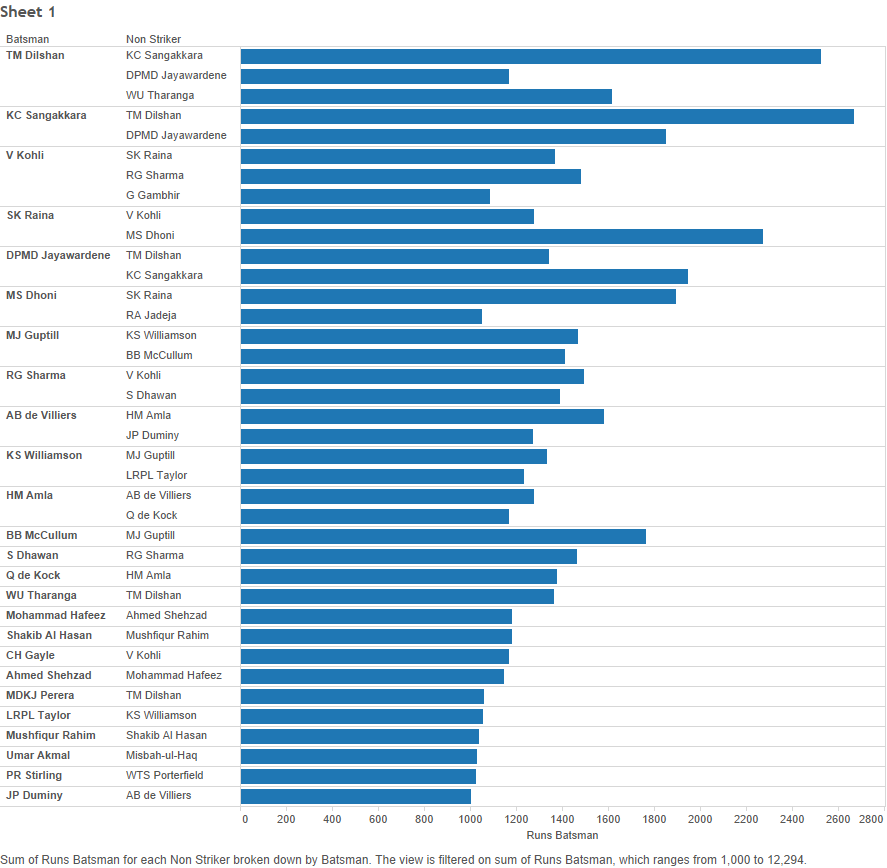 Sheet 1
Batsman Non Striker
TM Dilshan KC Sangakkara
DPMD Jayawardene
WU Tharanga
KC Sangakkara TM Dilshan
DPMD Jayawardene
V Kohli SK Raina
RG Sharma
G Gambhir
SK Raina V Kohli
MS Dhoni
DPMD Jayawardene TM Dilshan
KC Sangakkara
MS Dhoni SK Raina
RA Jadeja
MJ Guptill KS Williamson
BB McCullum
RG Sharma V Kohli
S Dhawan
AB de Villiers HM Amla
JP Duminy
KS Williamson MJ Guptill
LRPL Taylor
HM Amla AB de Villiers
Q de Kock
BB McCullum MJ Guptill
S Dhawan RG Sharma
Q de Kock HM Amla
WU Tharanga TM Dilshan
Mohammad Hafeez Ahmed Shehzad
Shakib Al Hasan Mushfiqur Rahim
CH Gayle V Kohli
Ahmed Shehzad Mohammad Hafeez
MDKJ Perera TM Dilshan
LRPL Taylor KS Williamson
Mushfiqur Rahim Shakib Al Hasan
Umar Akmal Misbah-ul-Haq
PR Stirling WTS Porterfield
JP Duminy AB de Villiers
0 200 400 600 800 1000 1200 1400 1600 1800 2000 2200 2400 2600 2800
Runs Batsman
Sum of Runs Batsman for each Non Striker broken down by Batsman. The view is filtered on sum of Runs Batsman, which ranges from 1,000 to 12,294.